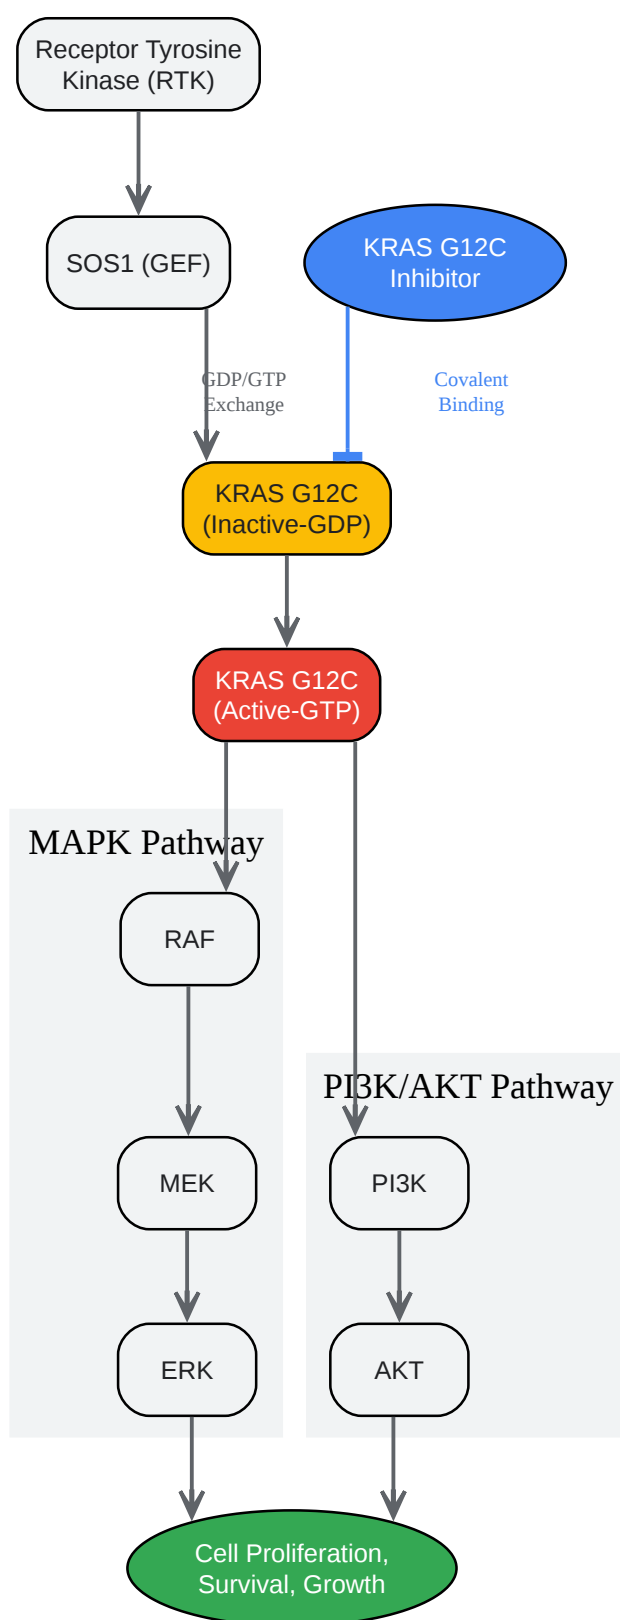 Receptor Tyrosine
Kinase (RTK)
SOS1 (GEF)
KRAS G12C
Inhibitor
GDP/GTP
Exchange
Covalent
Binding
KRAS G12C
(Inactive-GDP)
KRAS G12C
(Active-GTP)
MAPK Pathway
RAF
PI3K/AKT Pathway
MEK
PI3K
ERK
AKT
Cell Proliferation,
Survival, Growth